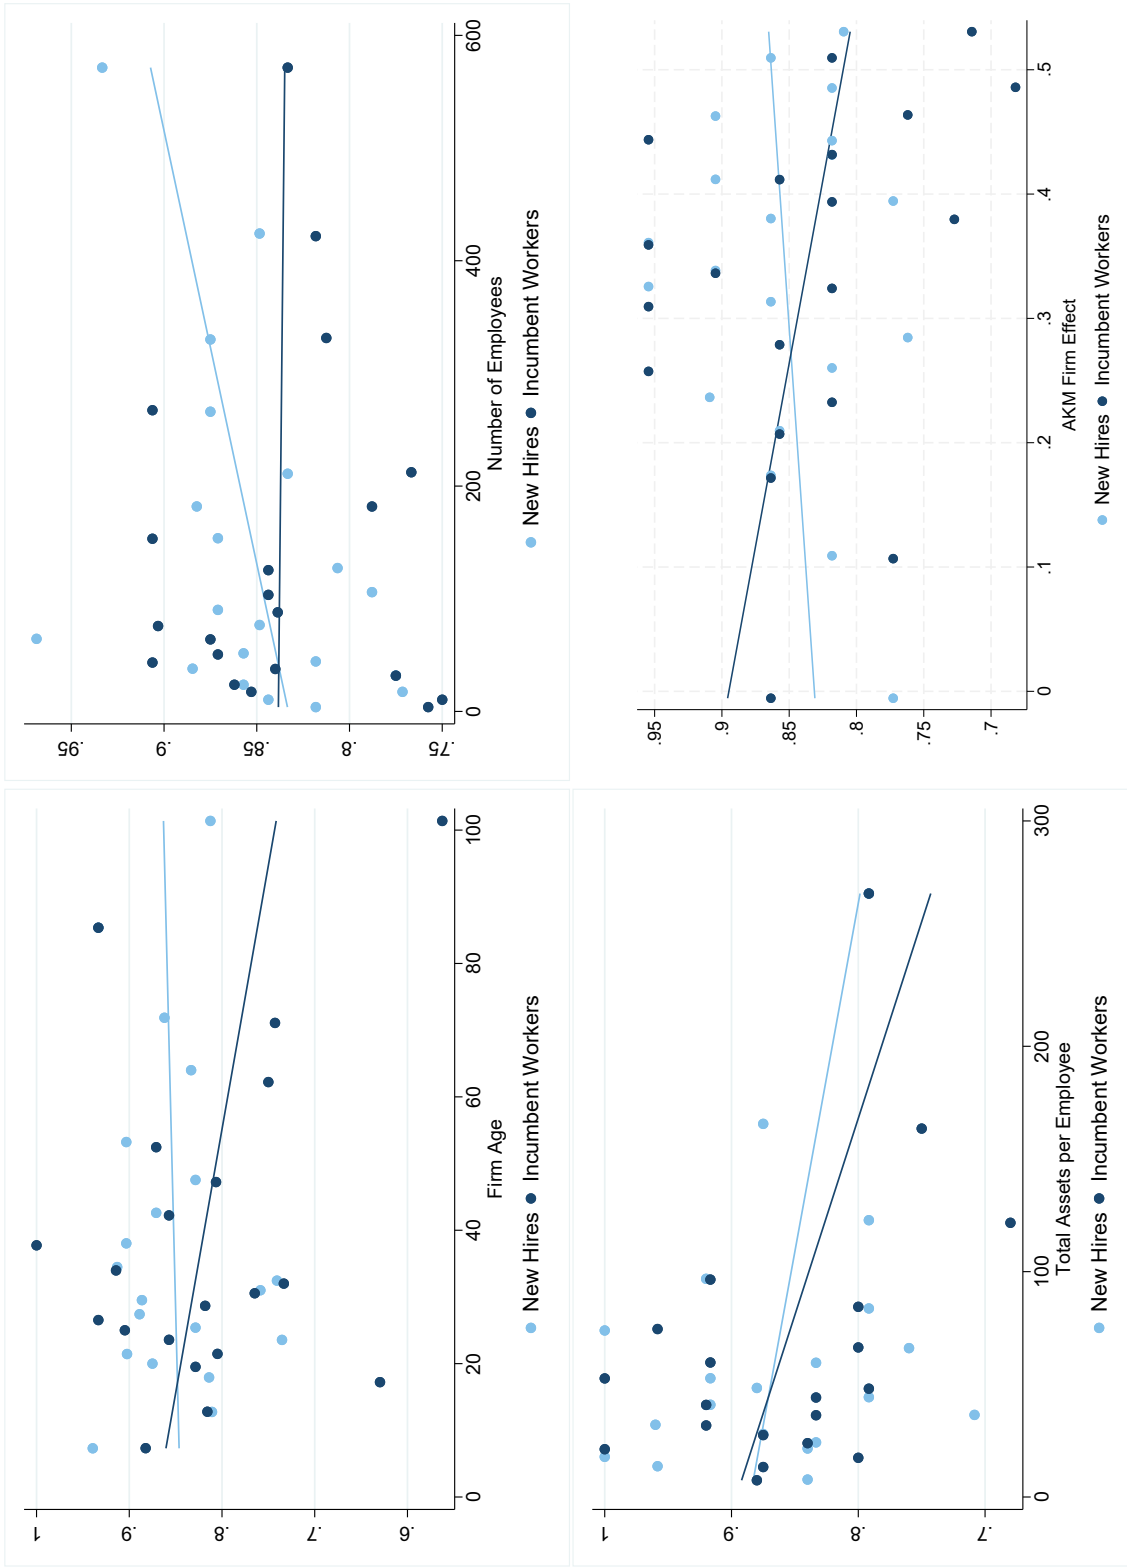 1
.9
.8
.7
.6
0 20 40 60 80 100
Firm Age
New Hires Incumbent Workers
.95
.9
.85
.8
.75
0 200 400 600
Number of Employees
New Hires Incumbent Workers
1
.9
.8
.7
0 100 200 300
Total Assets per Employee
New Hires Incumbent Workers
.95
.9
.85
.8
.75
.7
0 .1 .2 .3 .4 .5
AKM Firm Effect
New Hires Incumbent Workers